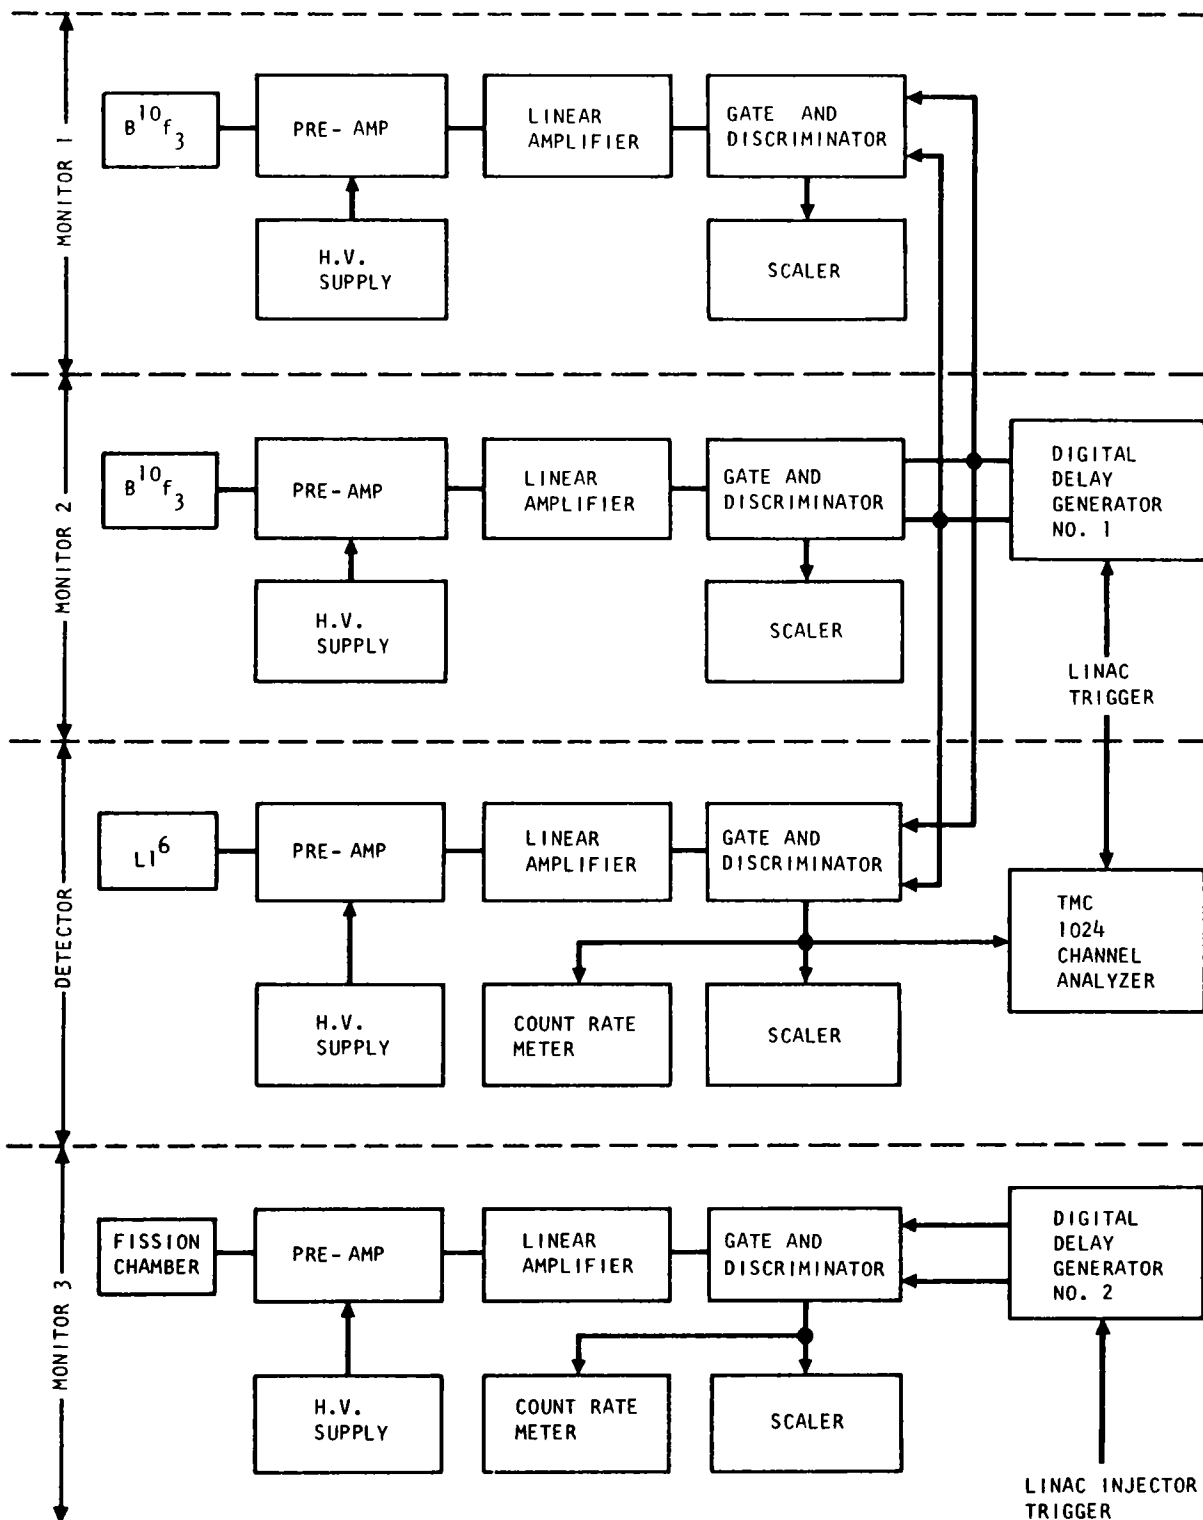 MONITOR 1
B10f3
PRE-AMP
LINEAR
AMPLIFIER
GATE AND
DISCRIMINATOR
H.V.
SUPPLY
SCALER
MONITOR 2
B10f3
PRE-AMP
LINEAR
AMPLIFIER
GATE AND
DISCRIMINATOR
DIGITAL
DELAY
GENERATOR
NO. 1
H.V.
SUPPLY
SCALER
LINAC
TRIGGER
DETECTOR
LI6
PRE-AMP
LINEAR
AMPLIFIER
GATE AND
DISCRIMINATOR
TMC
1024
CHANNEL
ANALYZER
H.V.
SUPPLY
COUNT RATE
METER
SCALER
MONITOR 3
FISSION
CHAMBER
PRE-AMP
LINEAR
AMPLIFIER
GATE AND
DISCRIMINATOR
DIGITAL
DELAY
GENERATOR
NO. 2
H.V.
SUPPLY
COUNT RATE
METER
SCALER
LINAC INJECTOR
TRIGGER